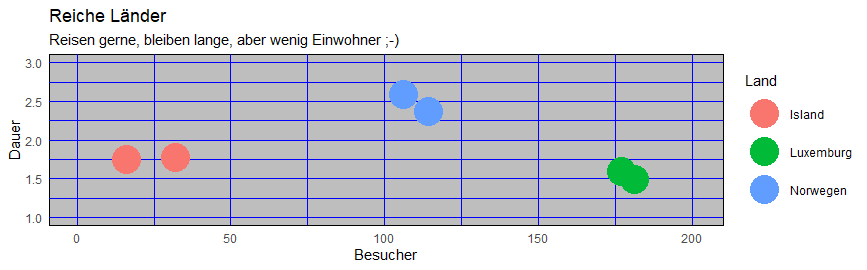 Reiche Länder
Reisen gerne, bleiben lange, aber wenig Einwohner ;-)
3.0
2.5
2.0
1.5
1.0
Dauer
0
50
100
150
200
Besucher
Land
Island
Luxemburg
Norwegen